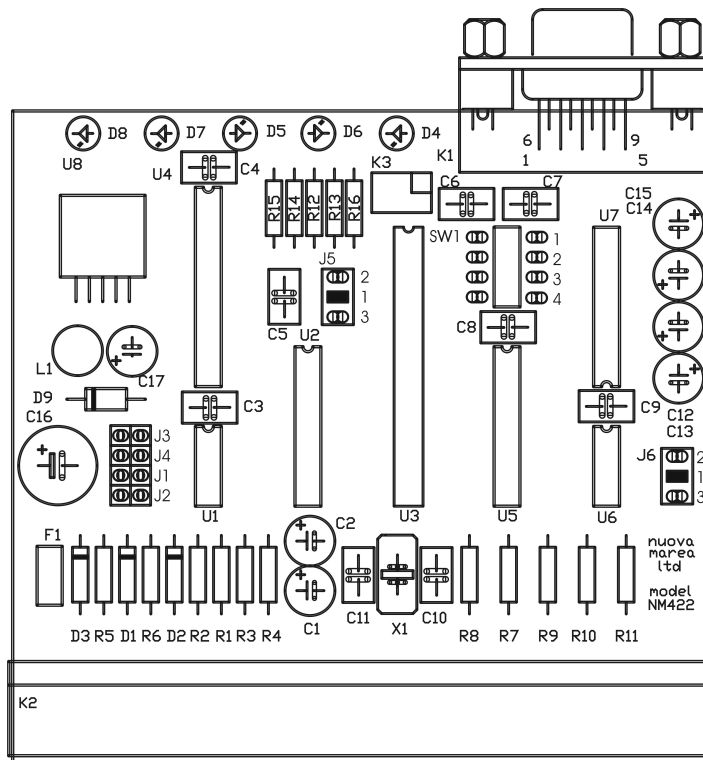 6 9
K1 1 5
D8 D7 D5 D6 D4
U8 U4 C4 K3
C6 C7 C15
C14
R15 R14 R12 R13 R16
U7
SW1 1
2
3
4
J5
2
1
3
C5 U2
C8
L1 C17
D9
C16
C3 C9 C12
C13
J3
J4
J1
J2
J6
2
1
3
U1 U3 U5 U6
F1 C2
nuova
marea
ltd
model
NM422
D3 R5 D1 R6 D2 R2 R1 R3 R4 C1 C11 X1 C10 R8 R7 R9 R10 R11
K2